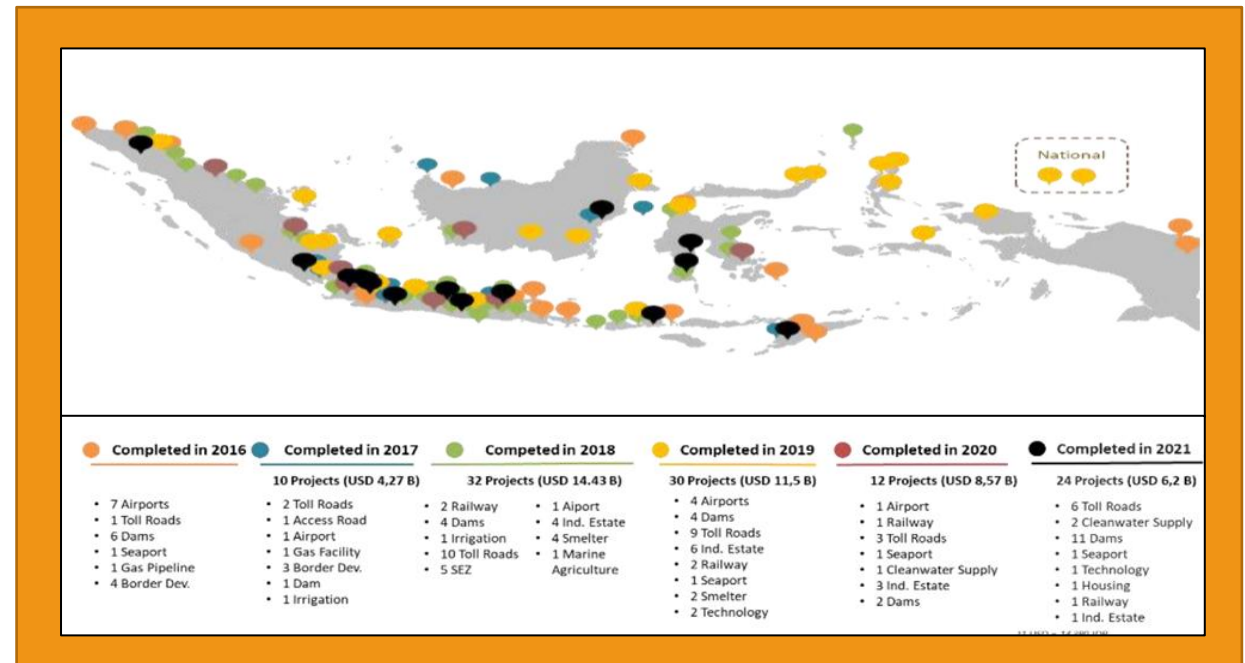 National
Completed in 2016
• 7 Airports
• 1 Toll Roads
• 6 Dams
• 1 Seaport
• 1 Gas Pipeline
• 4 Border Dev.
Completed in 2017
10 Projects (USD 4,27 B)
• 2 Toll Roads
• 1 Access Road
• 1 Airport
• 1 Gas Facility
• 3 Border Dev.
• 1 Dam
• 1 Irrigation
Competed in 2018
32 Projects (USD 14.43 B)
• 2 Railway
• 4 Dams
• 1 Irrigation
• 10 Toll Roads
• 5 SEZ
• 1 Aiport
• 4 Ind. Estate
• 4 Smelter
• 1 Marine
Agriculture
Completed in 2019
30 Projects (USD 11,5 B)
• 4 Airports
• 4 Dams
• 9 Toll Roads
• 6 Ind. Estate
• 2 Railway
• 1 Seaport
• 2 Smelter
• 2 Technology
Completed in 2020
12 Projects (USD 8,57 B)
• 1 Airport
• 1 Railway
• 3 Toll Roads
• 1 Seaport
• 1 Cleanwater Supply
• 3 Ind. Estate
• 2 Dams
Completed in 2021
24 Projects (USD 6,2 B)
• 6 Toll Roads
• 2 Cleanwater Supply
• 11 Dams
• 1 Seaport
• 1 Technology
• 1 Housing
• 1 Railway
• 1 Ind. Estate